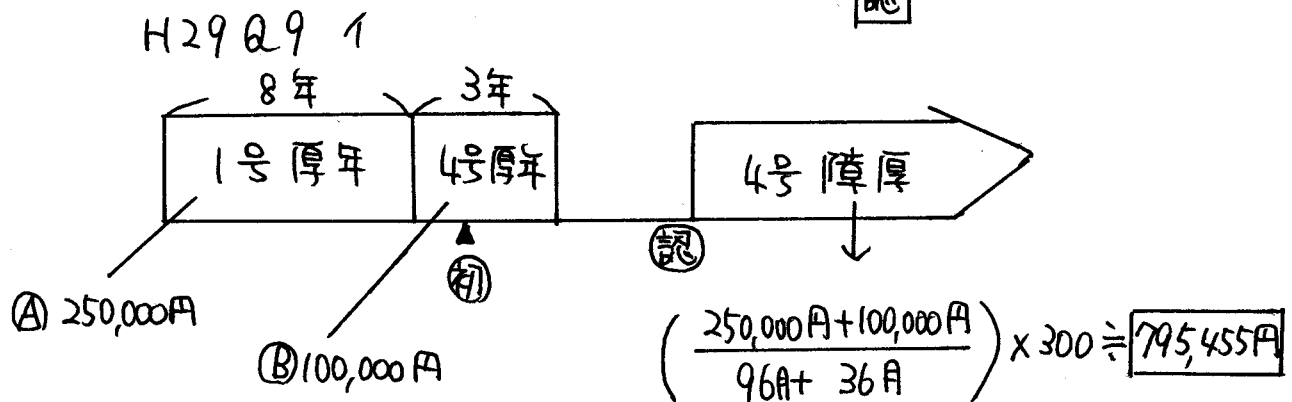 認
H29Q9 イ
8年 3年
1号厚年 4号厚年 4号障厚
初 認
Ⓐ 250,000円
Ⓑ 100,000円
(250,000円+100,000円 / 96月+ 36月) × 300 ≒ 795,455円